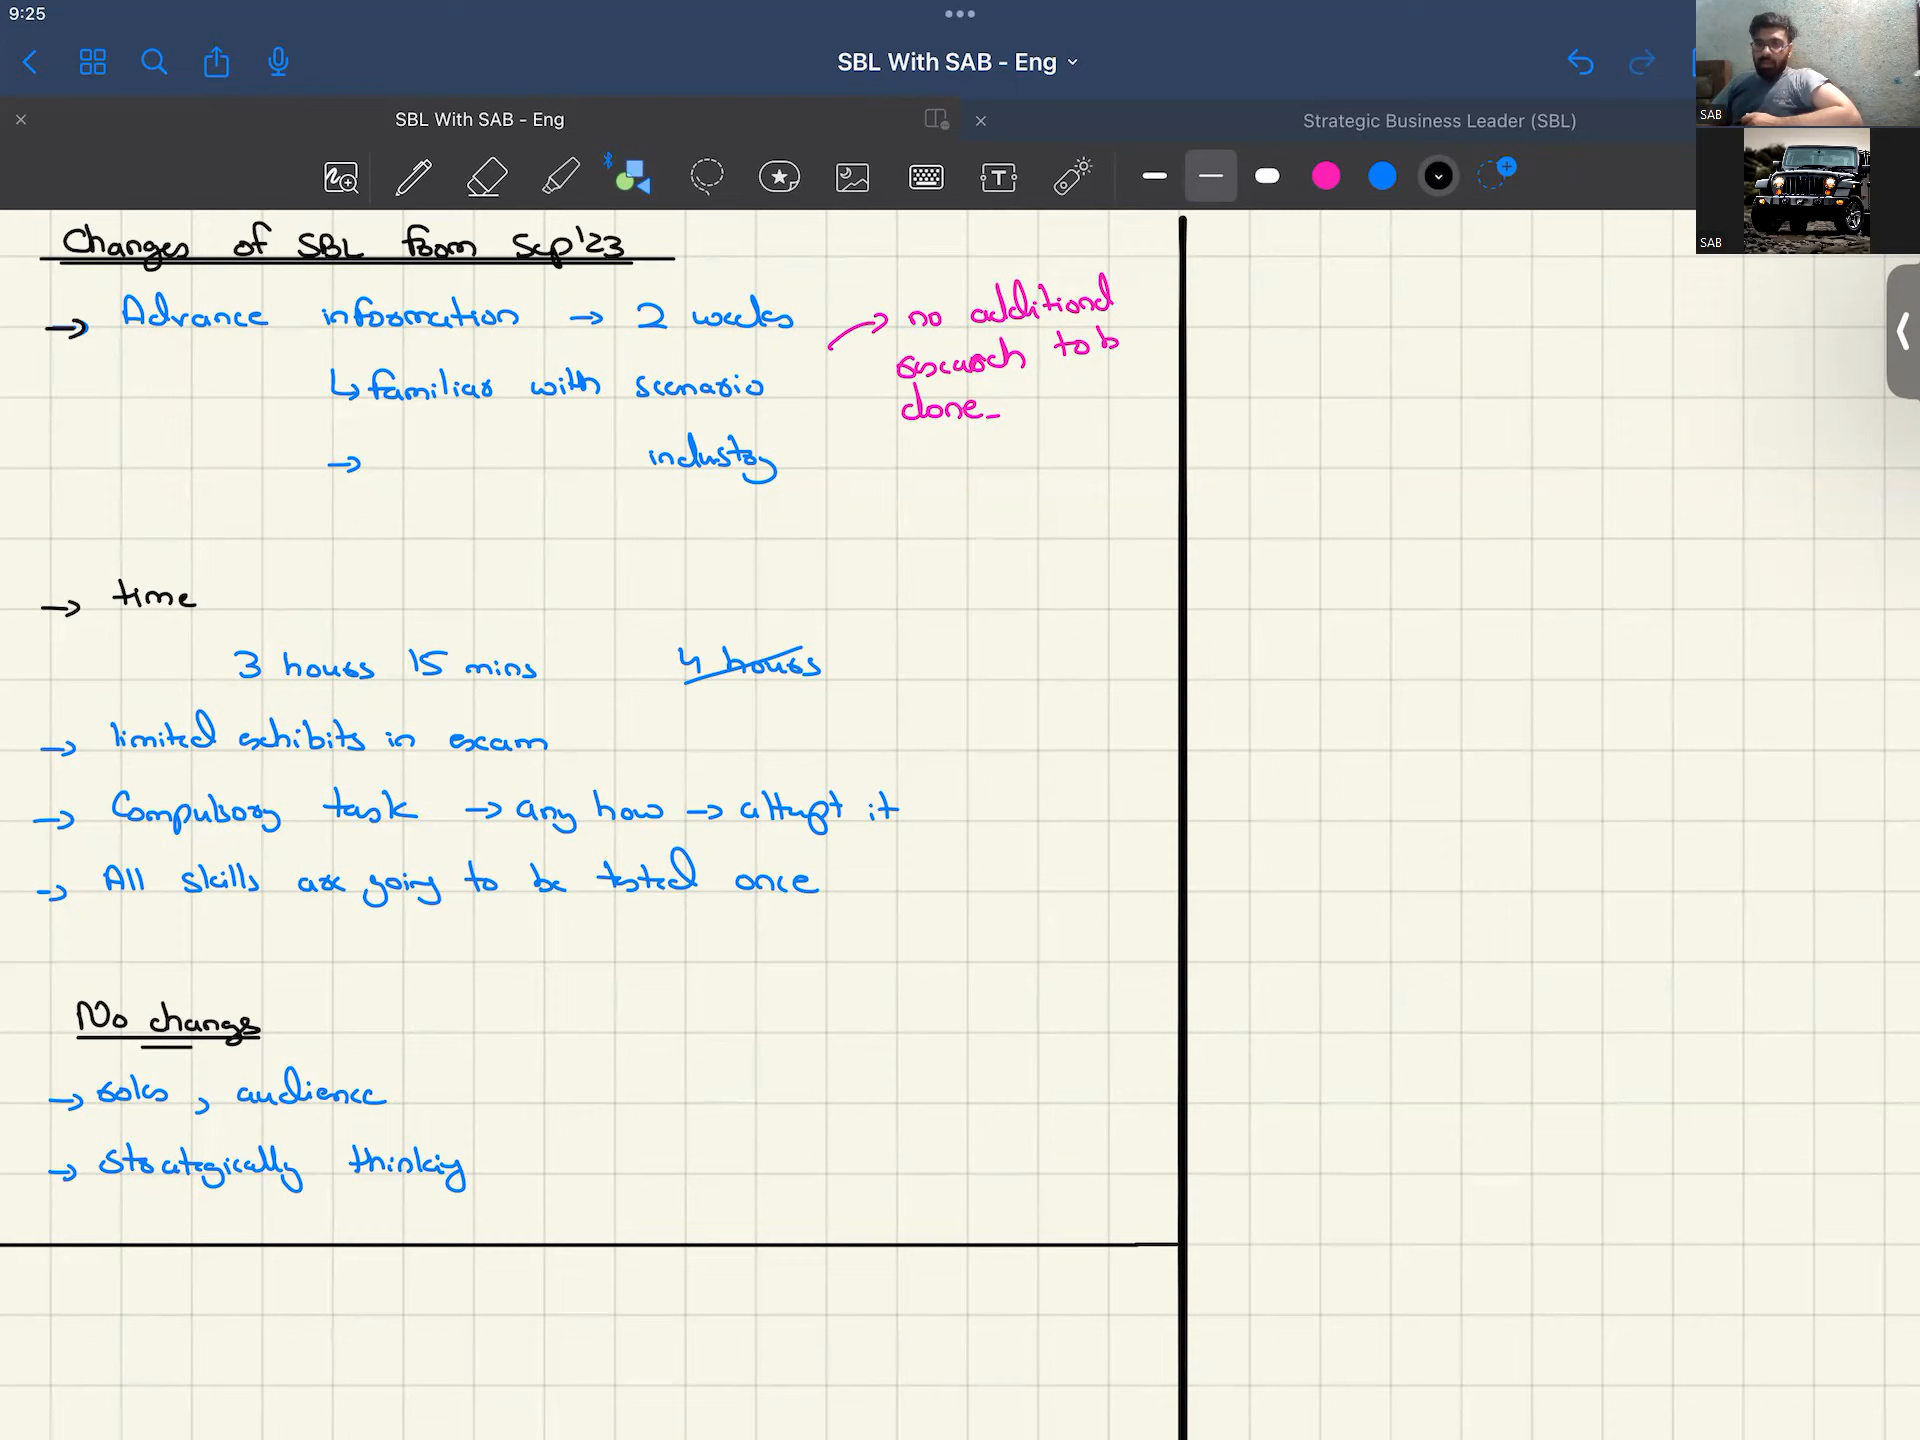 9:25
SBL With SAB - Eng
SBL With SAB - Eng
Strategic Business Leader (SBL)
SAB
SAB
Changes of SBL from Sep'23
→ Advance information → 2 weeks
→ no additional
research to b
done_
↳ familiar with scenario
→ industry
→ time
3 hours 15 mins 4 hours
→ limited exhibits in exam
→ Compulsory task → any how → attempt it
→ All skills are going to be tested once
No change
→ roles, audience
→ strategically thinking